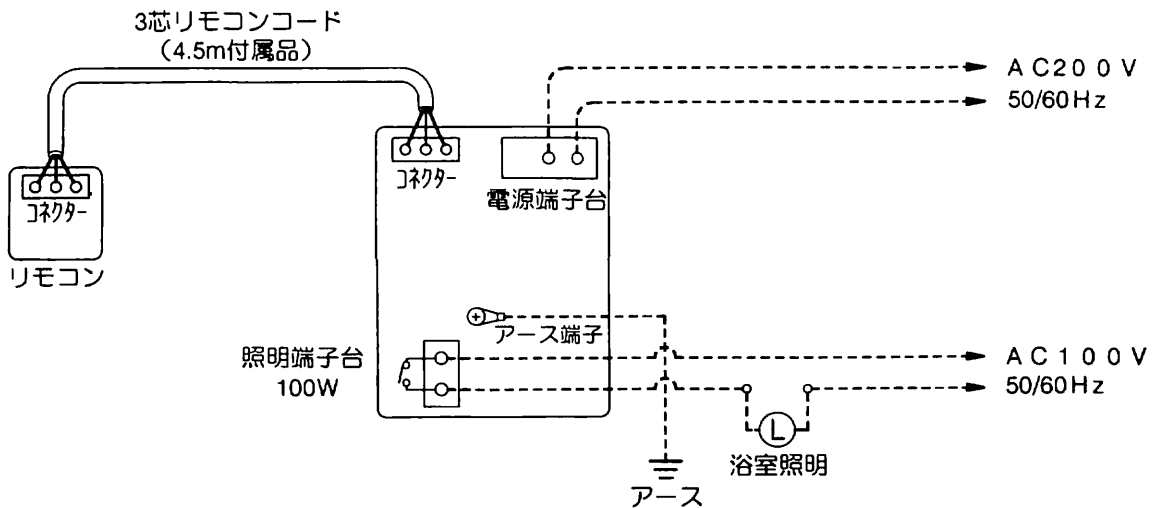 3芯リモコンコード
（4.5m付属品）
AC200V
50/60Hz
コネクター
電源端子台
コネクター
リモコン
アース端子
照明端子台
100W
AC100V
50/60Hz
L
浴室照明
アース